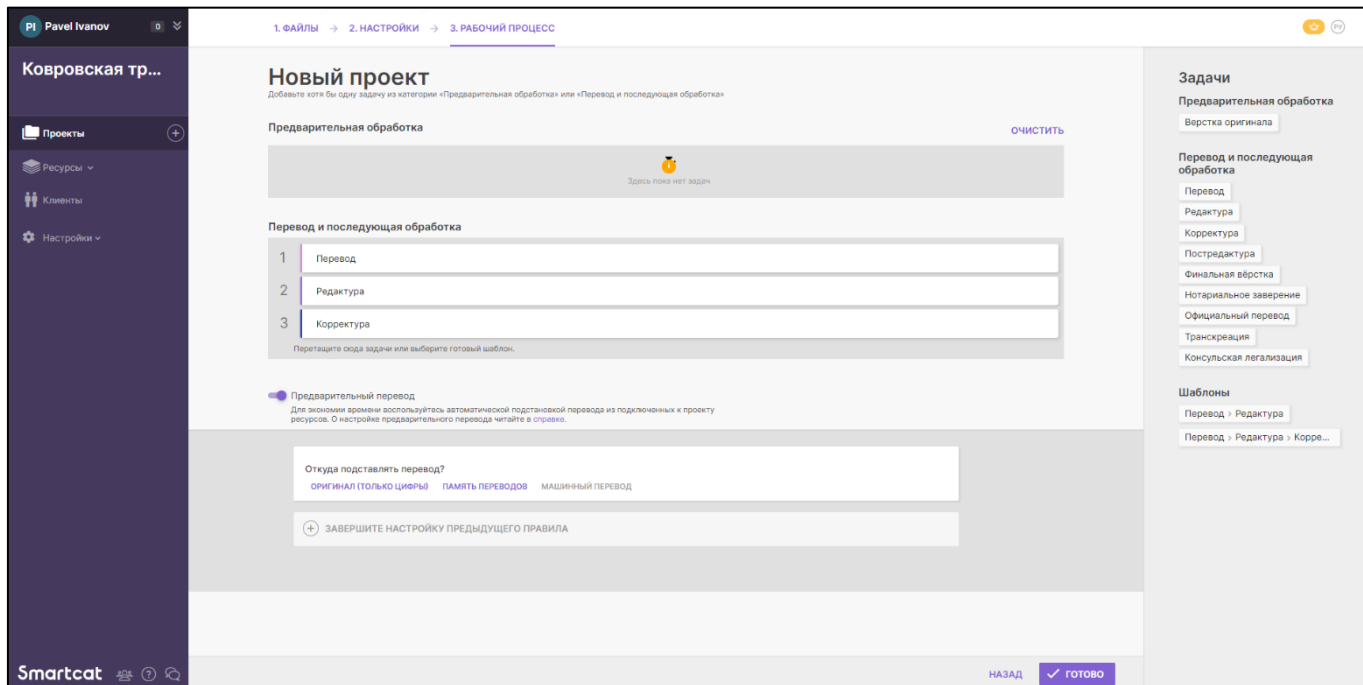 PI Pavel Ivanov 0
Ковровская тр...
Проекты
Ресурсы
Клиенты
Настройки
Smartcat
1. ФАЙЛЫ → 2. НАСТРОЙКИ → 3. РАБОЧИЙ ПРОЦЕСС
Новый проект
Добавьте хотя бы одну задачу из категории «Предварительная обработка» или «Перевод и последующая обработка»
Предварительная обработка
ОЧИСТИТЬ
Здесь пока нет задач
Перевод и последующая обработка
1 Перевод
2 Редактура
3 Корректура
Перетащите сюда задачи или выберите готовый шаблон.
Предварительный перевод
Для экономии времени воспользуйтесь автоматической подстановкой перевода из подключенных к проекту
ресурсов. О настройке предварительного перевода читайте в справке.
Откуда подставлять перевод?
ОРИГИНАЛ (ТОЛЬКО ЦИФРЫ) ПАМЯТЬ ПЕРЕВОДОВ МАШИННЫЙ ПЕРЕВОД
ЗАВЕРШИТЕ НАСТРОЙКУ ПРЕДЫДУЩЕГО ПРАВИЛА
НАЗАД ГОТОВО
Задачи
Предварительная обработка
Верстка оригинала
Перевод и последующая
обработка
Перевод
Редактура
Корректура
Постредактура
Финальная вёрстка
Нотариальное заверение
Официальный перевод
Транскреация
Консульская легализация
Шаблоны
Перевод > Редактура
Перевод > Редактура > Корре...